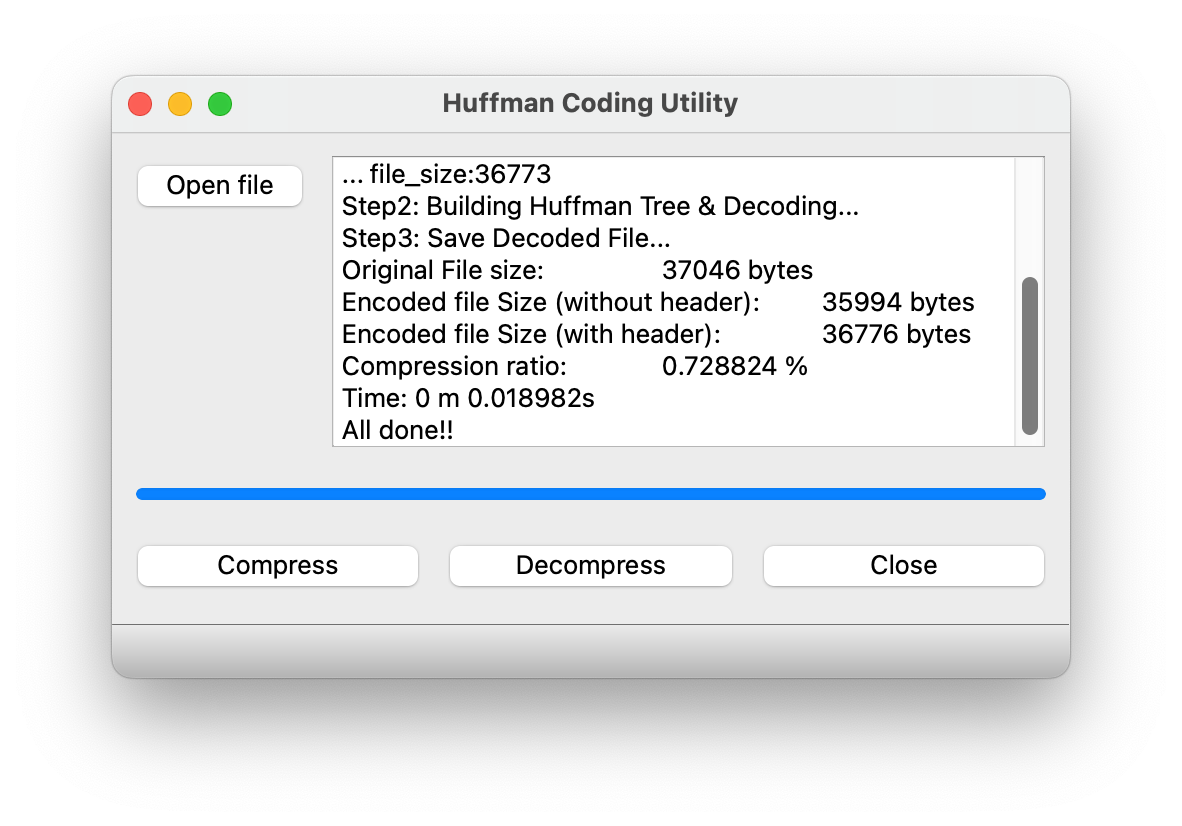 Huffman Coding Utility
Open file
... file_size:36773
Step2: Building Huffman Tree & Decoding...
Step3: Save Decoded File...
Original File size: 37046 bytes
Encoded file Size (without header): 35994 bytes
Encoded file Size (with header): 36776 bytes
Compression ratio: 0.728824 %
Time: 0 m 0.018982s
All done!!
Compress Decompress Close